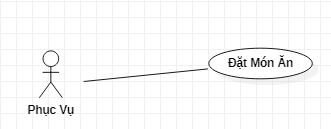 Đặt Món Ăn
Phục Vụ